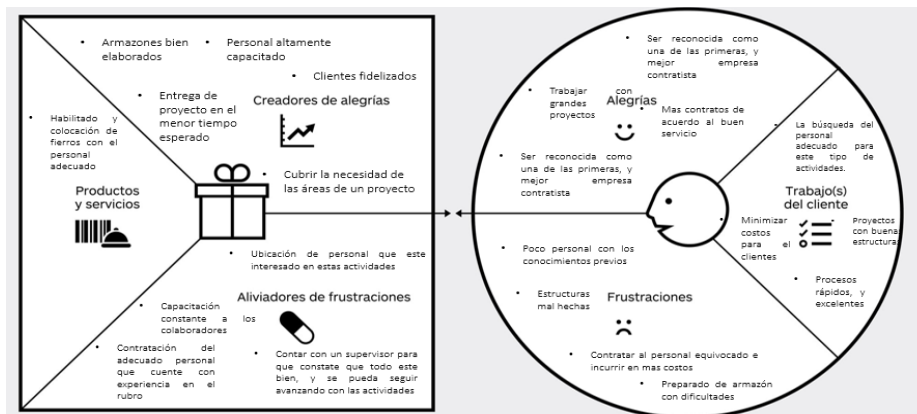 • Armazones bien
elaborados
• Personal altamente
capacitado
• Clientes fidelizados
• Entrega de
proyecto en el
menor tiempo
esperado
Creadores de alegrías
• Habilitado y
colocación de
fierros con el
personal
adecuado
• Cubrir la necesidad de
las áreas de un proyecto
Productos
y servicios
• Ubicación de personal que este
interesado en estas actividades
Aliviadores de frustraciones
• Capacitación
constante a los
colaboradores
• Contratación del
adecuado personal
que cuente con
experiencia en el
rubro
• Contar con un supervisor para
que constate que todo este
bien, y se pueda seguir
avanzando con las actividades
• Ser reconocida como
una de las primeras, y
mejor empresa
contratista
• Trabajar con
grandes
proyectos
Alegrías
• Mas contratos de
acuerdo al buen
servicio
• Ser reconocida como
una de las primeras, y
mejor empresa
contratista
• La búsqueda del
personal
adecuado para
este tipo de
actividades.
Trabajo(s)
del cliente
• Minimizar
costos
para el
clientes
• Proyectos
con buena
estructuras
• Procesos
rápidos, y
excelentes
• Poco personal con los
conocimientos previos
• Estructuras
mal hechas
Frustraciones
• Contratar al personal equivocado e
incurrir en mas costos
• Preparado de armazón
con dificultades